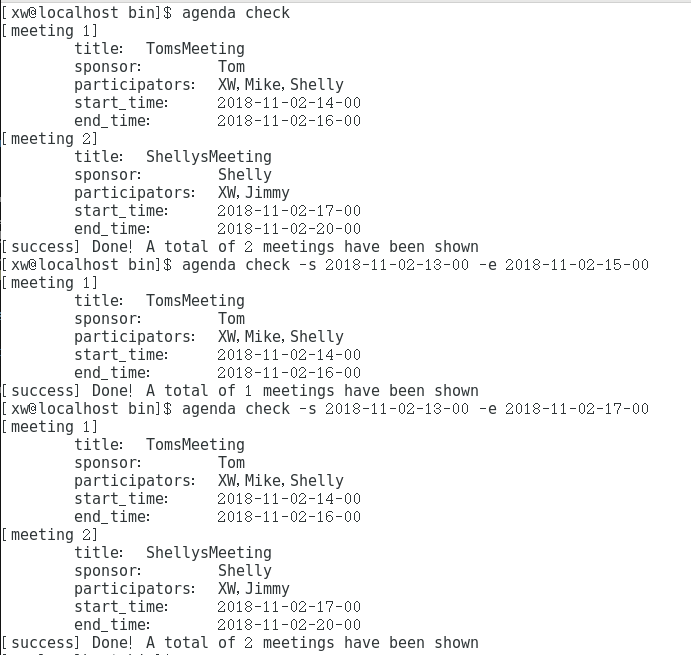 [xw@localhost bin]$ agenda check
[meeting 1]
title: TomsMeeting
sponsor: Tom
participators: XW,Mike,Shelly
start_time: 2018-11-02-14-00
end_time: 2018-11-02-16-00
[meeting 2]
title: ShellysMeeting
sponsor: Shelly
participators: XW,Jimmy
start_time: 2018-11-02-17-00
end_time: 2018-11-02-20-00
[success] Done! A total of 2 meetings have been shown
[xw@localhost bin]$ agenda check -s 2018-11-02-13-00 -e 2018-11-02-15-00
[meeting 1]
title: TomsMeeting
sponsor: Tom
participators: XW,Mike,Shelly
start_time: 2018-11-02-14-00
end_time: 2018-11-02-16-00
[success] Done! A total of 1 meetings have been shown
[xw@localhost bin]$ agenda check -s 2018-11-02-13-00 -e 2018-11-02-17-00
[meeting 1]
title: TomsMeeting
sponsor: Tom
participators: XW,Mike,Shelly
start_time: 2018-11-02-14-00
end_time: 2018-11-02-16-00
[meeting 2]
title: ShellysMeeting
sponsor: Shelly
participators: XW,Jimmy
start_time: 2018-11-02-17-00
end_time: 2018-11-02-20-00
[success] Done! A total of 2 meetings have been shown